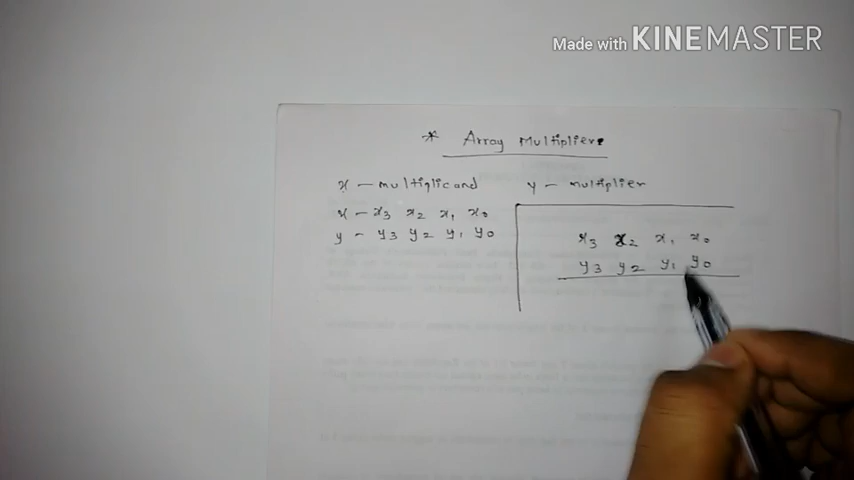 Made with KINEMASTER
* Array Multiplier
x - multiplicand y - multiplier
x - x3 x2 x1 x0
y - y3 y2 y1 y0
x3 x2 x1 x0
y3 y2 y1 y0